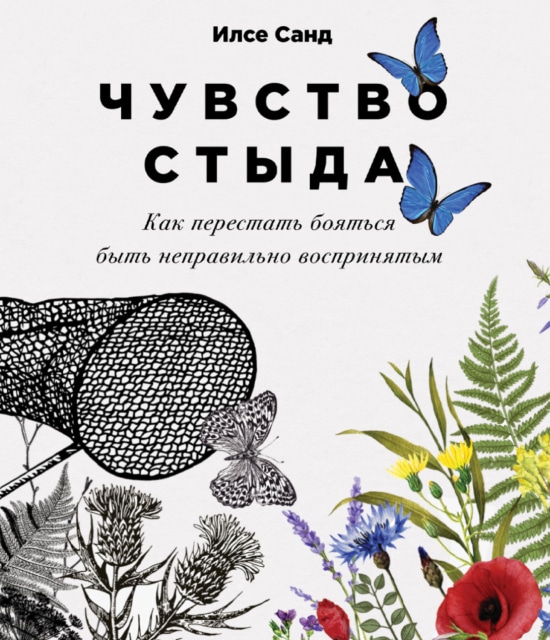 Илсе Санд
ЧУВСТВО
СТЫДА
Как перестать бояться
быть неправильно воспринятым